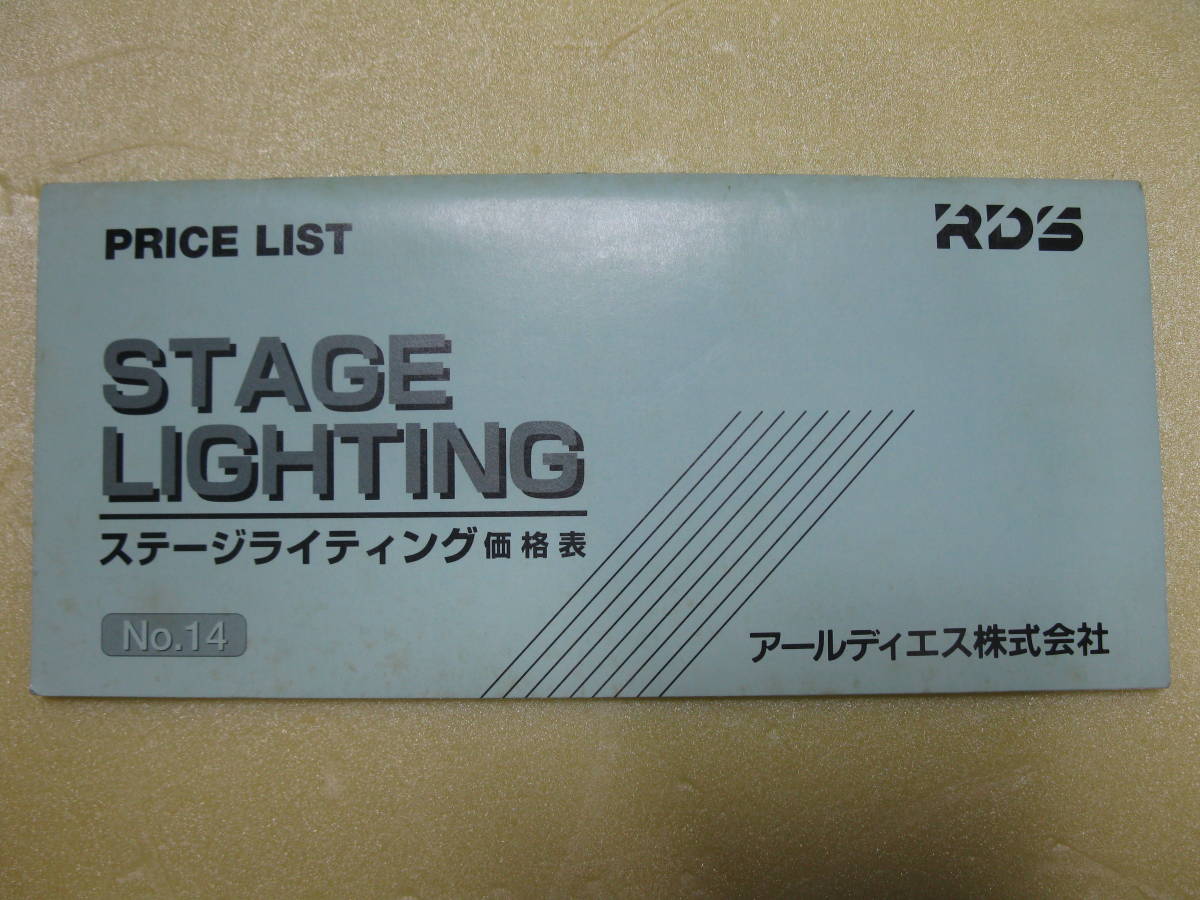 PRICE LIST
RDS
STAGE
LIGHTING
ステージライティング価格表
No.14
アールディエス株式会社